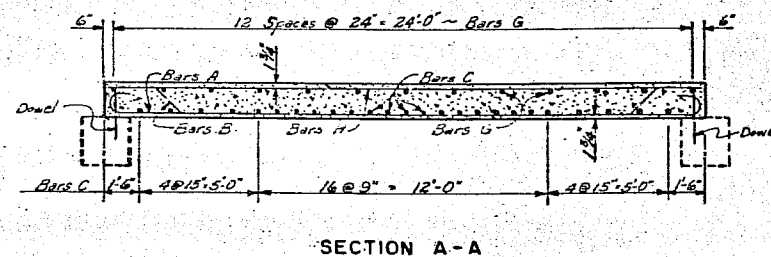 6" 12 Spaces @ 24" = 24'-0" ~ Bars G 6"
1¾"
Bars A Bars C
Dowel Bars B Bars H Bars G 1¾" Dowe
Bars C 1'-6" 4@15"=5'-0" 16 @ 9" = 12'-0" 4@15"=5'-0" 1'-6"
SECTION A-A